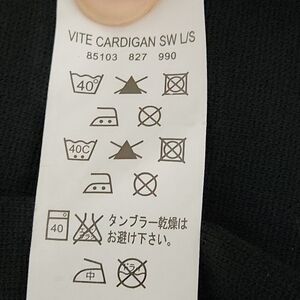 VITE CARDIGAN SW L/S
85103 827 990
40°
40C
40
タンブラー乾燥は
お避け下さい。
中